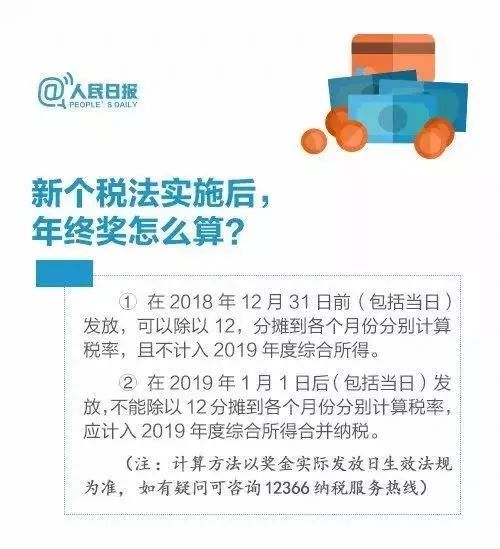 @人民日报
PEOPLE'S DAILY
新个税法实施后，
年终奖怎么算？
① 在 2018 年 12 月 31 日前（包括当日）
发放，可以除以 12，分摊到各个月份分别计算
税率，且不计入 2019 年度综合所得。
② 在 2019 年 1 月 1 日后（包括当日）发
放，不能除以 12 分摊到各个月份分别计算税率，
应计入 2019 年度综合所得合并纳税。
（注：计算方法以奖金实际发放日生效法规
为准，如有疑问可咨询 12366 纳税服务热线）